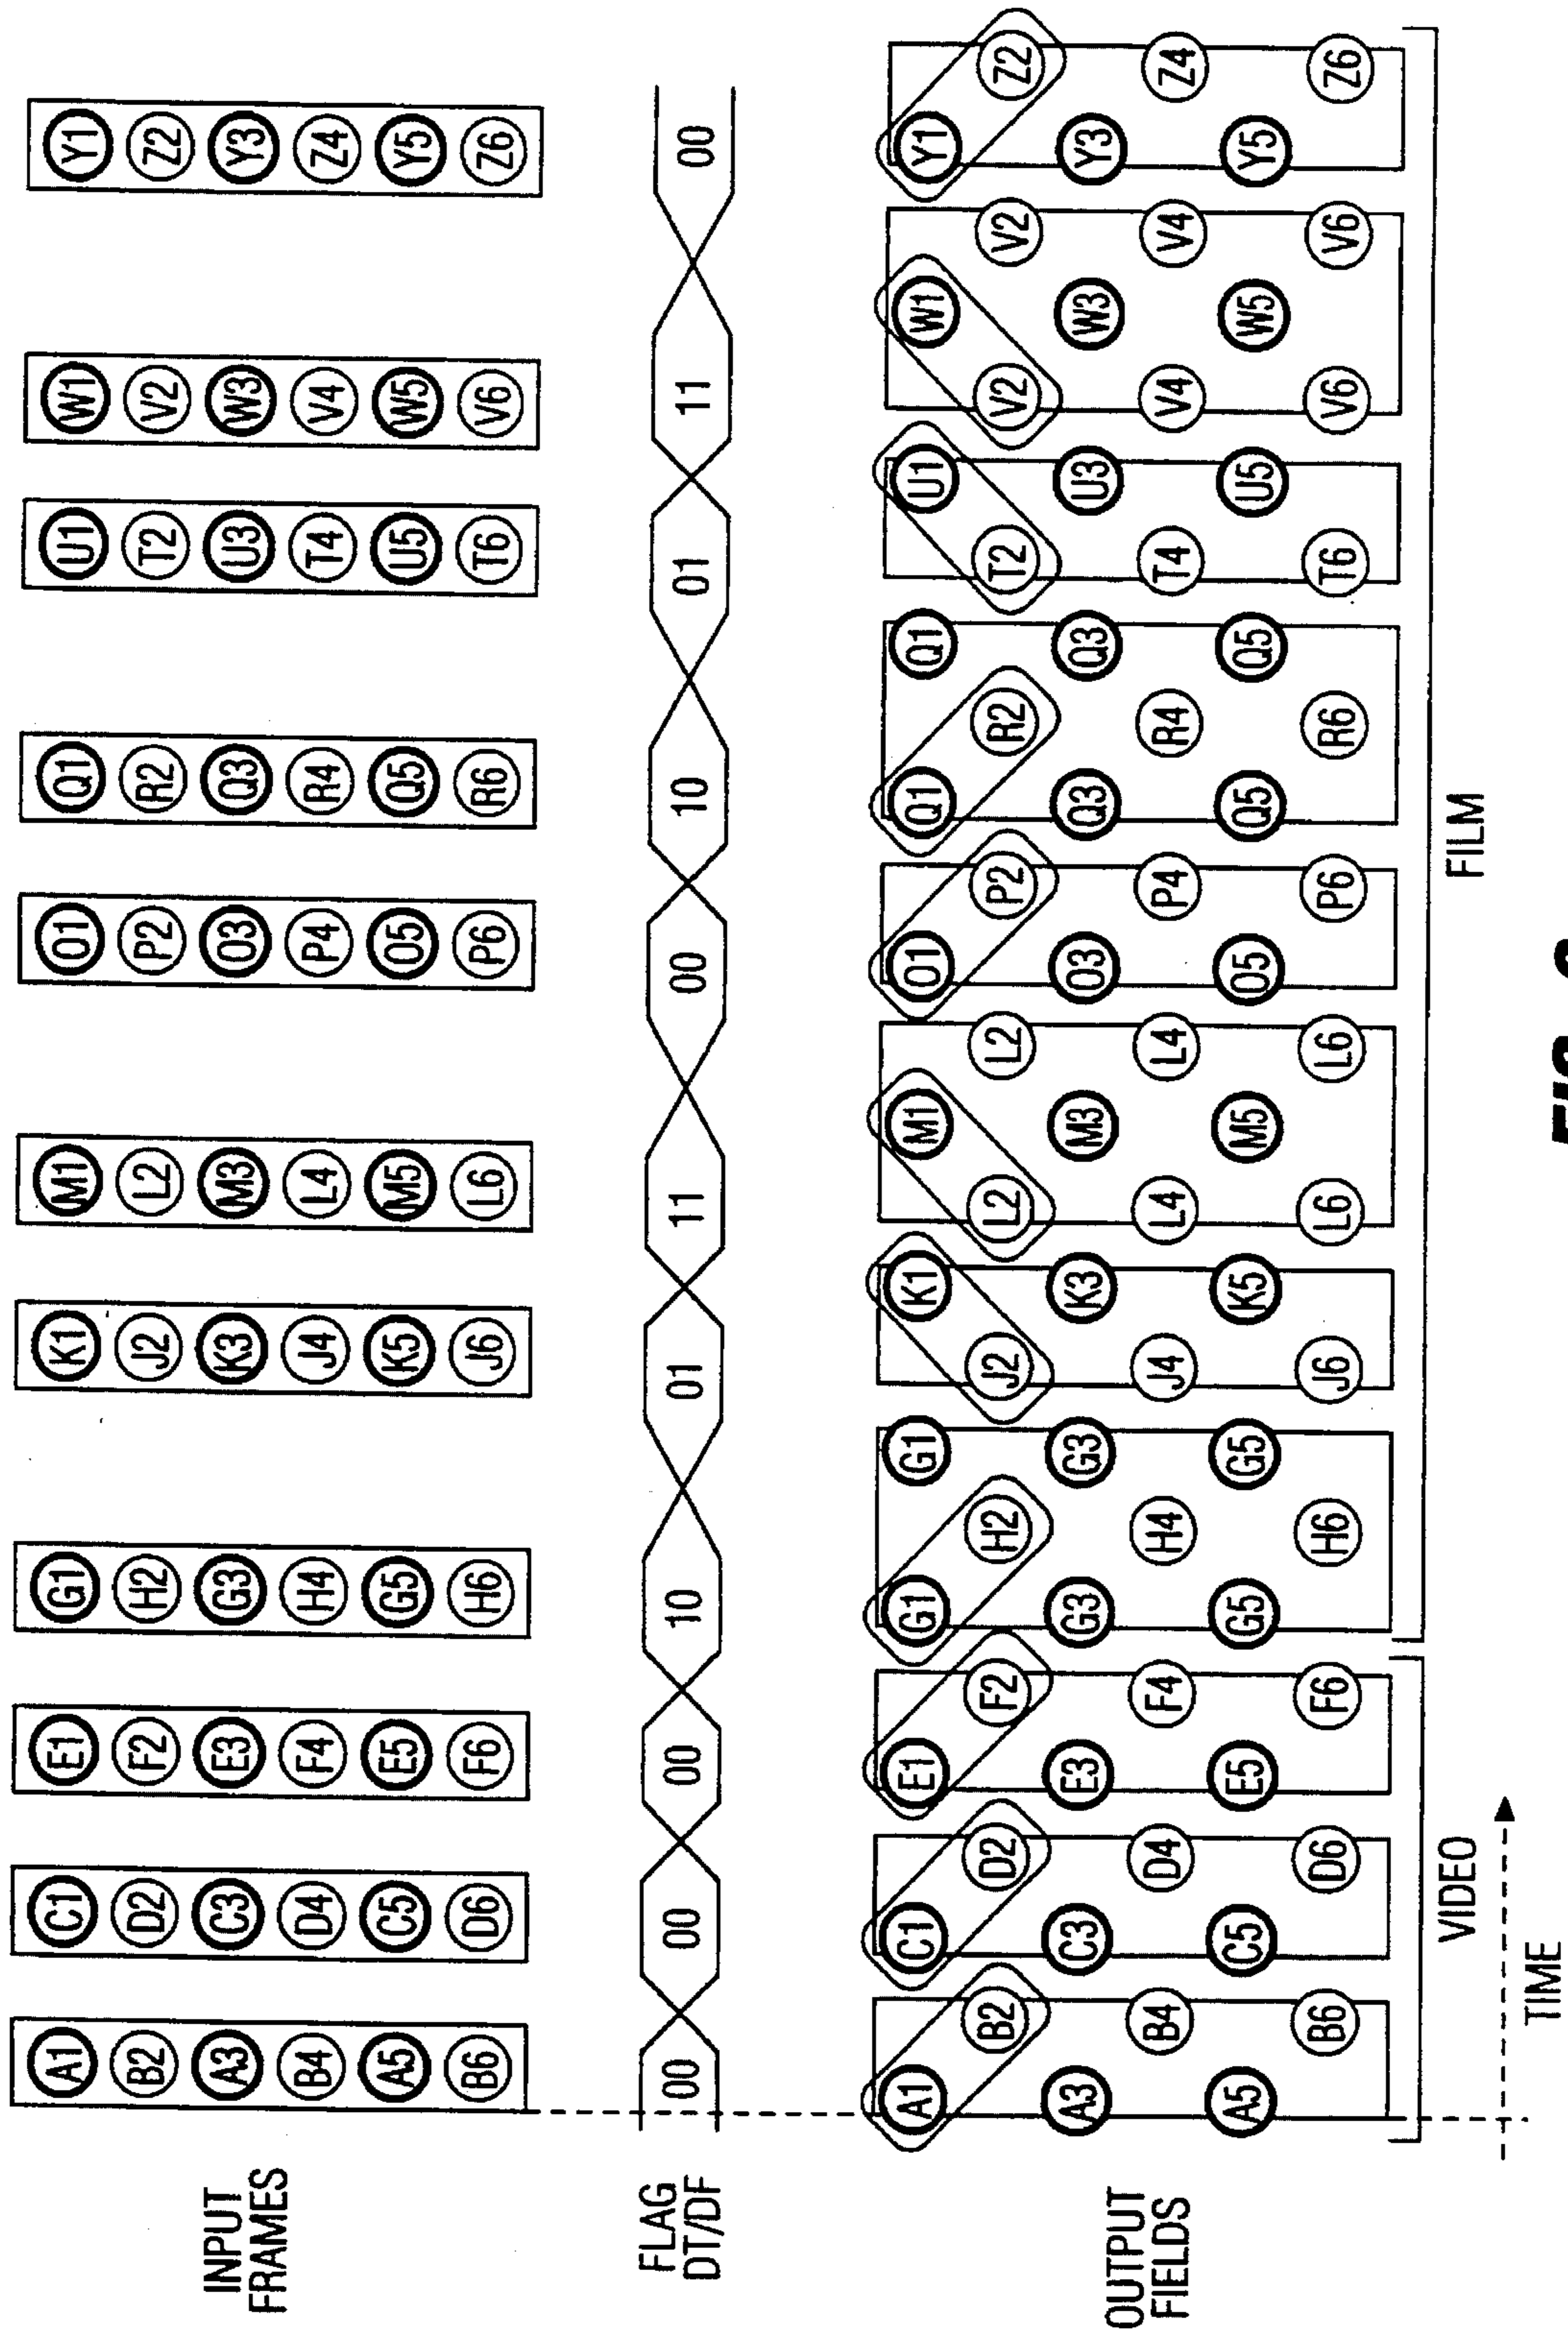 INPUT
FRAMES
A1 C1 E1 G1 K1 M1 O1 Q1 U1 W1 Y1
B2 D2 F2 H2 J2 L2 P2 R2 T2 V2 Z2
A3 C3 E3 G3 K3 M3 O3 Q3 U3 W3 Y3
B4 D4 F4 H4 J4 L4 P4 R4 T4 V4 Z4
A5 C5 E5 G5 K5 M5 O5 Q5 U5 W5 Y5
B6 D6 F6 H6 J6 L6 P6 R6 T6 V6 Z6
FLAG
DT/DF
00 00 00 10 01 11 00 10 01 11 00
OUTPUT
FIELDS
A1 C1 E1 G1 G1 K1 M1 O1 Q1 Q1 U1 W1 Y1
B2 D2 F2 H2 J2 L2 L2 P2 R2 T2 V2 V2 Z2
A3 C3 E3 G3 G3 K3 M3 O3 Q3 Q3 U3 W3 Y3
B4 D4 F4 H4 J4 L4 L4 P4 R4 T4 V4 V4 Z4
A5 C5 E5 G5 G5 K5 M5 O5 Q5 Q5 U5 W5 Y5
B6 D6 F6 H6 J6 L6 L6 P6 R6 T6 V6 V6 Z6
VIDEO FILM
TIME